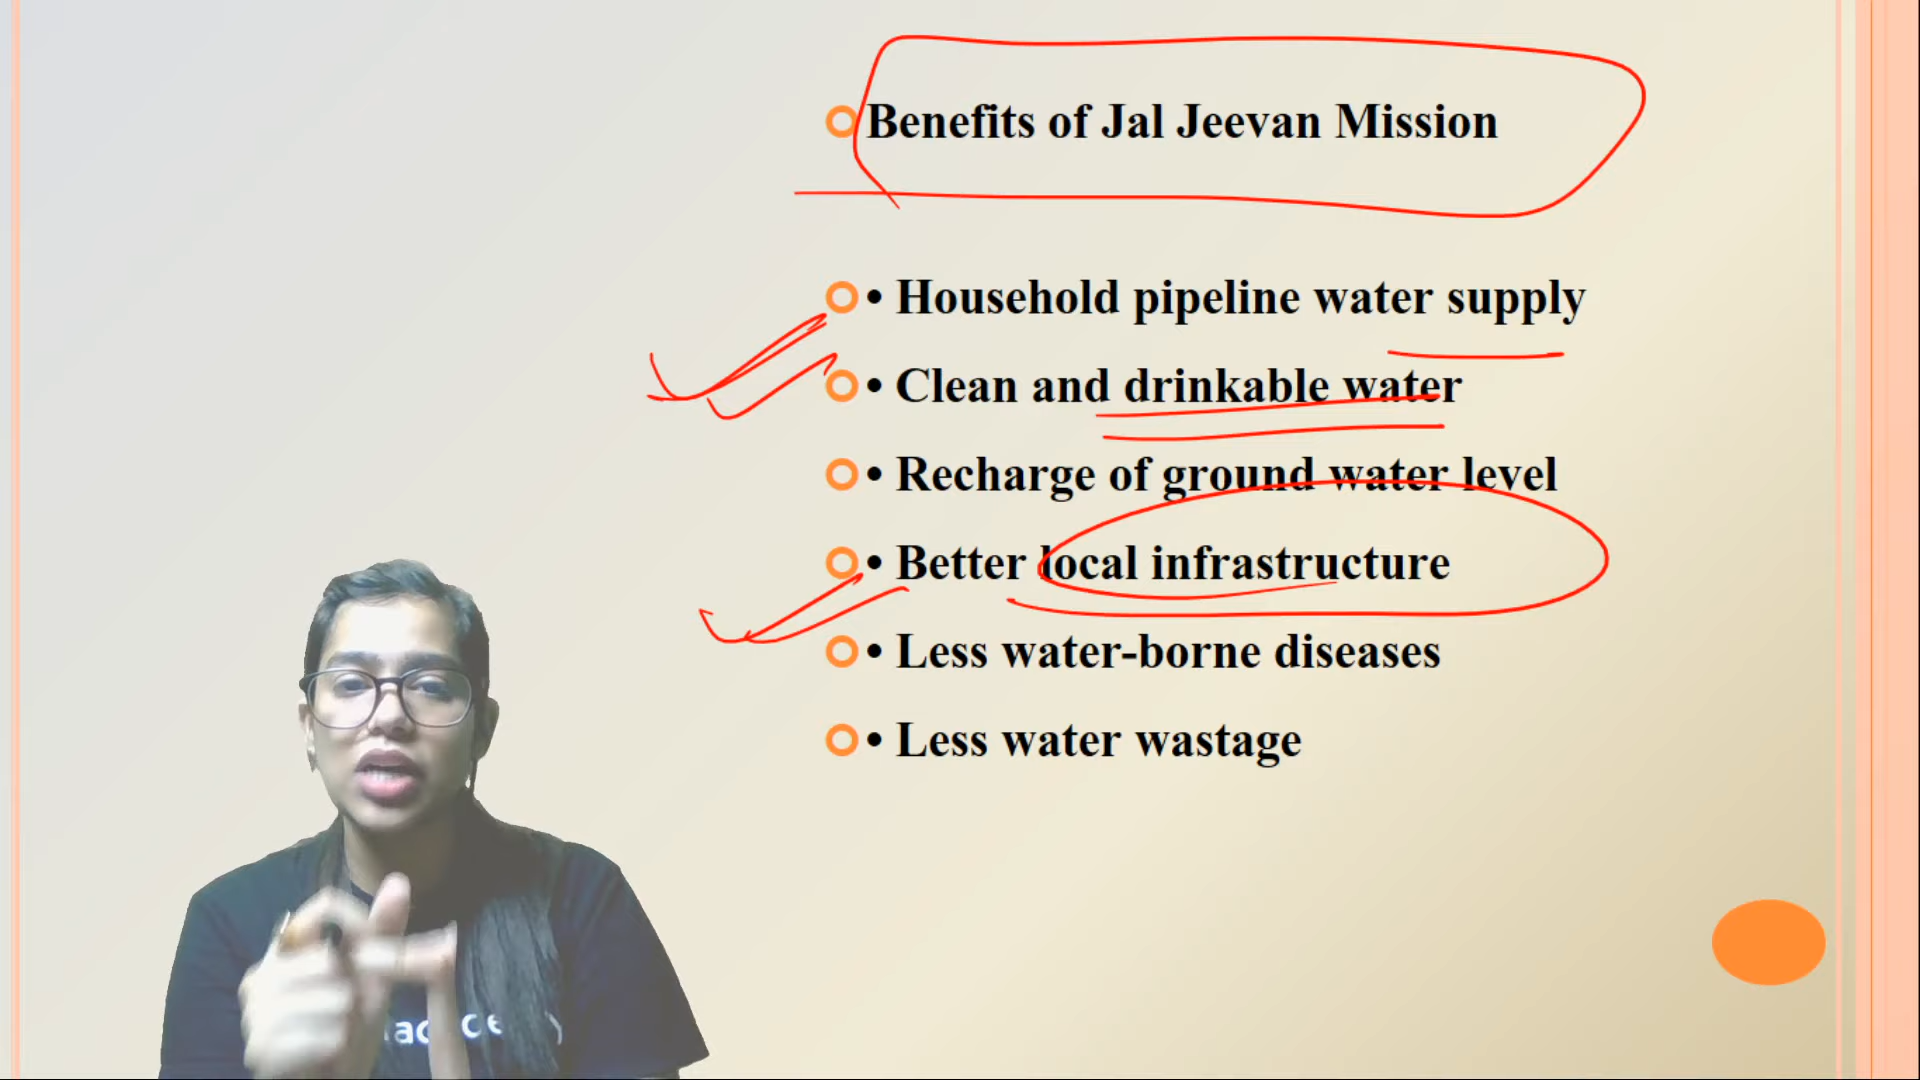 Benefits of Jal Jeevan Mission
• Household pipeline water supply
• Clean and drinkable water
• Recharge of ground water level
• Better local infrastructure
• Less water-borne diseases
• Less water wastage